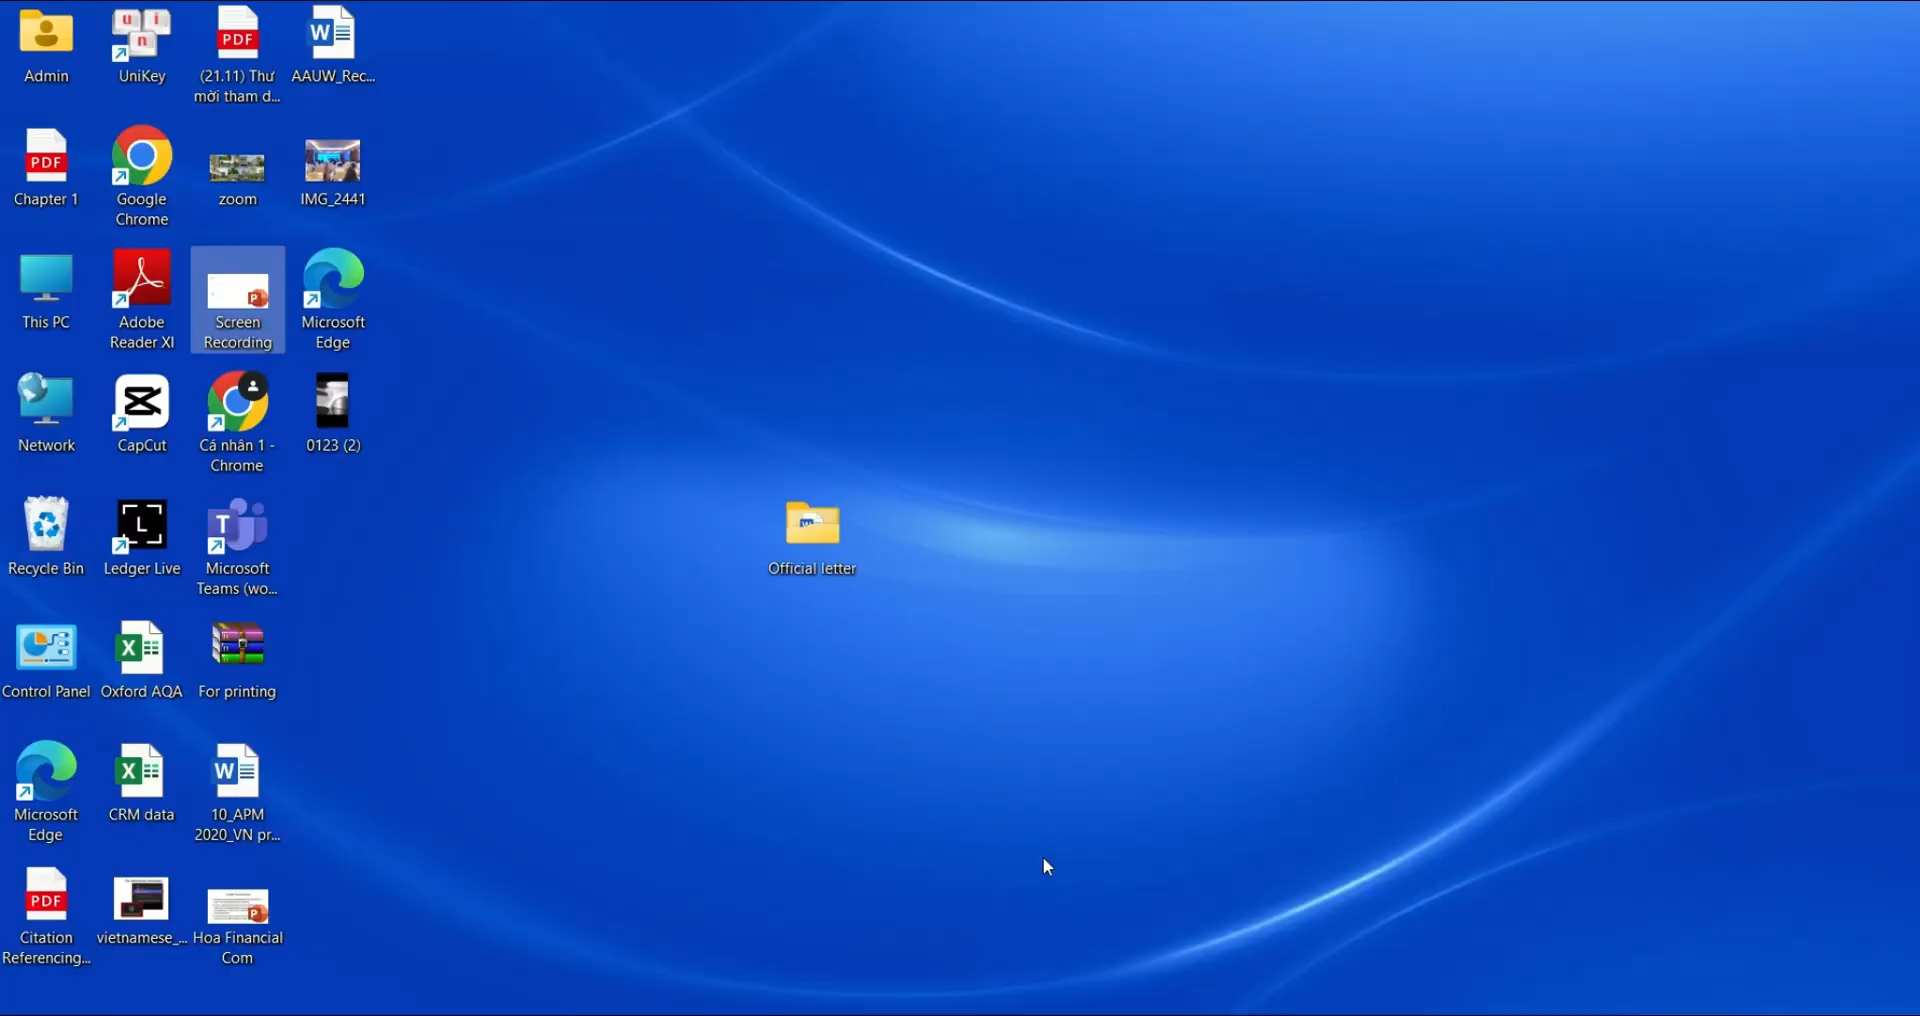 Admin
UniKey
(21.11) Thư
mời tham d...
AAUW_Rec...
Chapter 1
Google
Chrome
zoom
IMG_2441
This PC
Adobe
Reader XI
Screen
Recording
Microsoft
Edge
Network
CapCut
Cá nhân 1 -
Chrome
0123 (2)
Recycle Bin
Ledger Live
Microsoft
Teams (wo...
Official letter
Control Panel
Oxford AQA
For printing
Microsoft
Edge
CRM data
10_APM
2020_VN pr...
Citation
Referencing...
vietnamese_...
Hoa Financial
Com